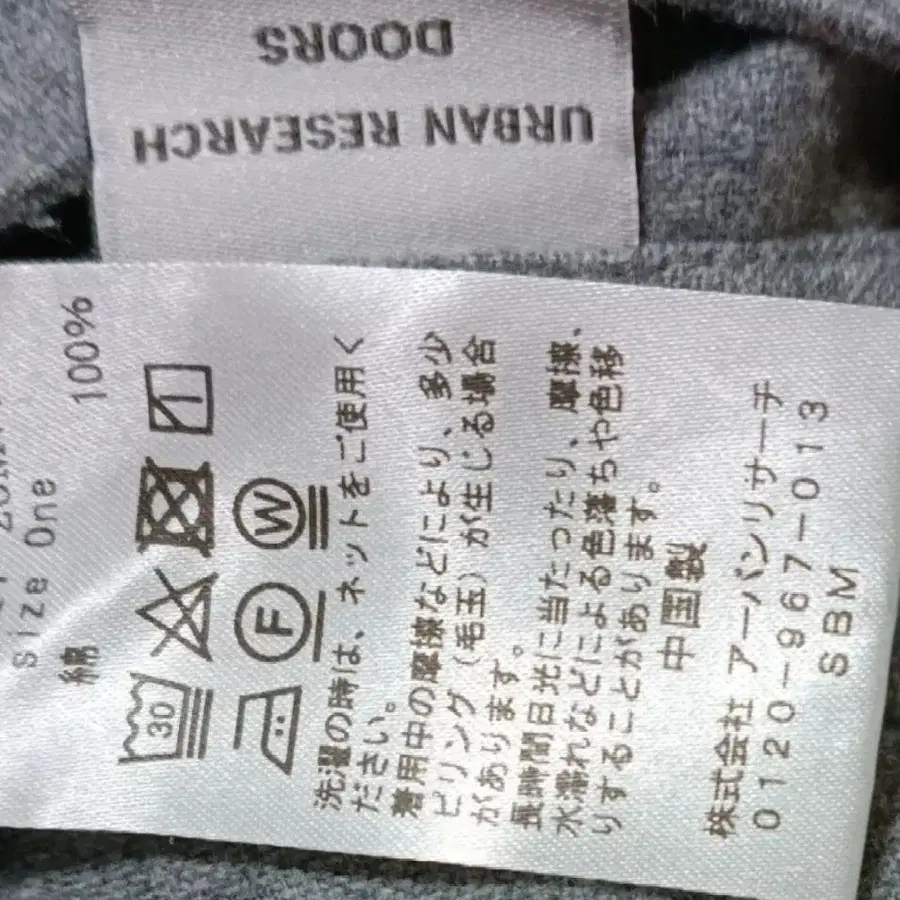 URBAN RESEARCH
DOORS
Size One
綿 100%
30
F
W
洗濯の時は、ネットをご使用く
ださい。
着用中の摩擦などにより、多少
ピリング（毛玉）が生じる場合
があります。
長時間日光に当たったり、摩擦、
水濡れなどによる色落ちや色移
りすることがあります。
中国製
株式会社 アーバンリサーチ
0120-967-013
SBM